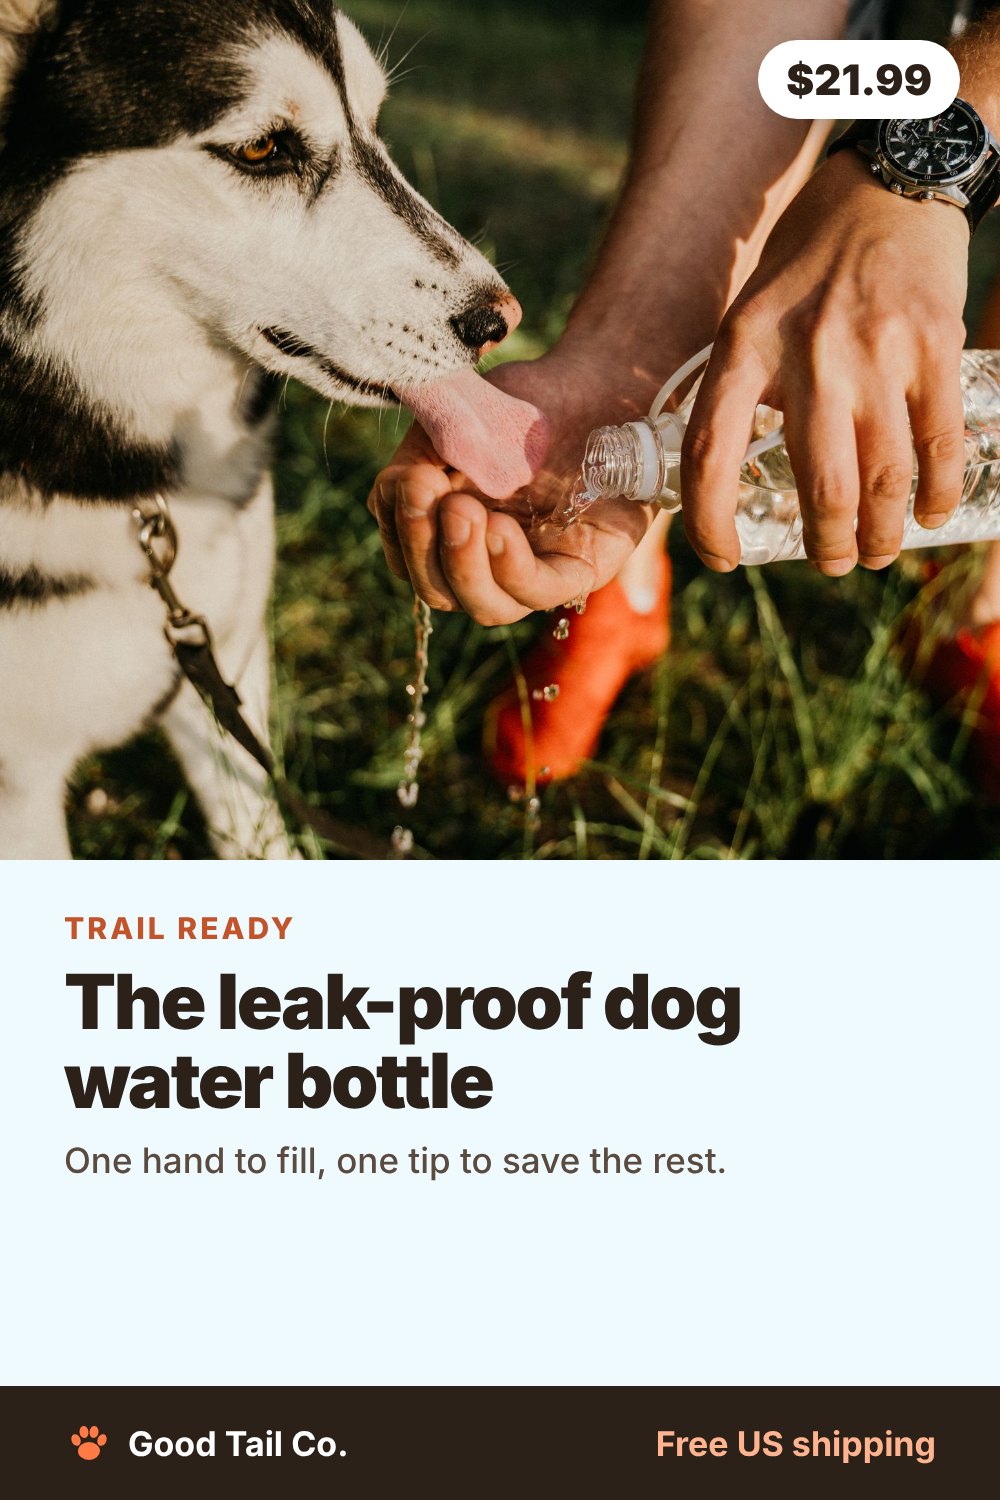 $21.99
TRAIL READY
The leak-proof dog
water bottle
One hand to fill, one tip to save the rest.
Good Tail Co.
Free US shipping